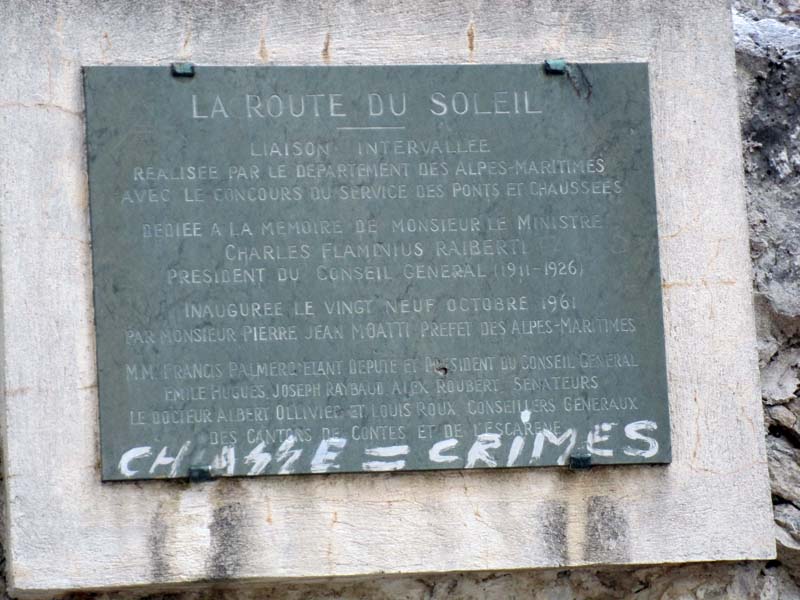 LA ROUTE DU SOLEIL
LIAISON INTERVALLEE
REALISEE PAR LE DEPARTEMENT DES ALPES-MARITIMES
AVEC LE CONCOURS DU SERVICE DES PONTS ET CHAUSSEES
DEDIEE A LA MEMOIRE DE MONSIEUR LE MINISTRE
CHARLES FLAMINIUS RAIBERTI
PRESIDENT DU CONSEIL GENERAL (1911-1926)
INAUGUREE LE VINGT NEUF OCTOBRE 1961
PAR MONSIEUR PIERRE JEAN MOATTI PREFET DES ALPES-MARITIMES
M.M. FRANCIS PALMERO ETANT DEPUTE ET PRESIDENT DU CONSEIL GENERAL
EMILE HUGUES JOSEPH RAYBAUD ALEX ROUBERT SENATEURS
LE DOCTEUR ALBERT OLLIVIER ET LOUIS ROUX CONSEILLERS GENERAUX
DES CANTONS DE CONTES ET DE L'ESCARENE
CHASSE = CRIMES